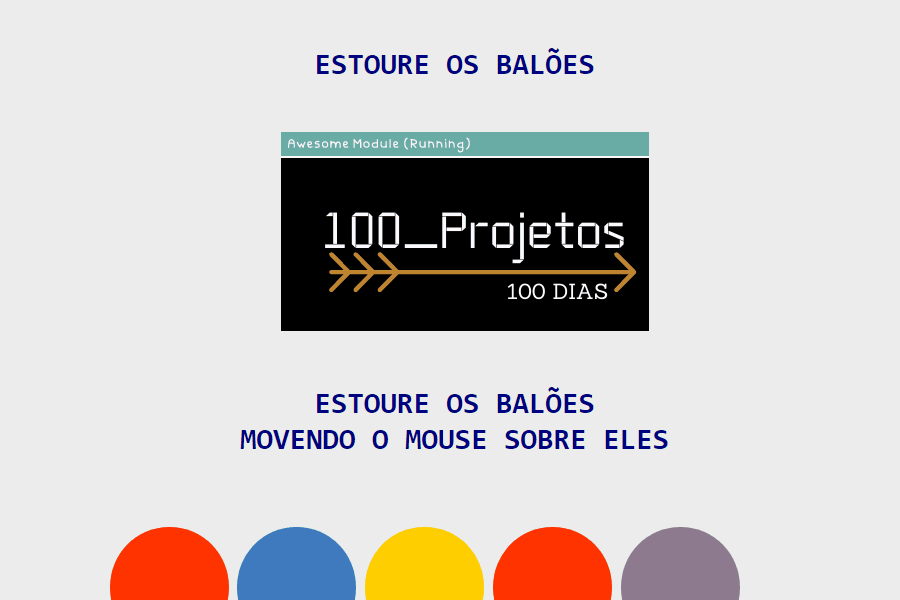 ESTOURE OS BALÕES
Awesome Module (Running)
100_Projetos
100 DIAS
ESTOURE OS BALÕES
MOVENDO O MOUSE SOBRE ELES